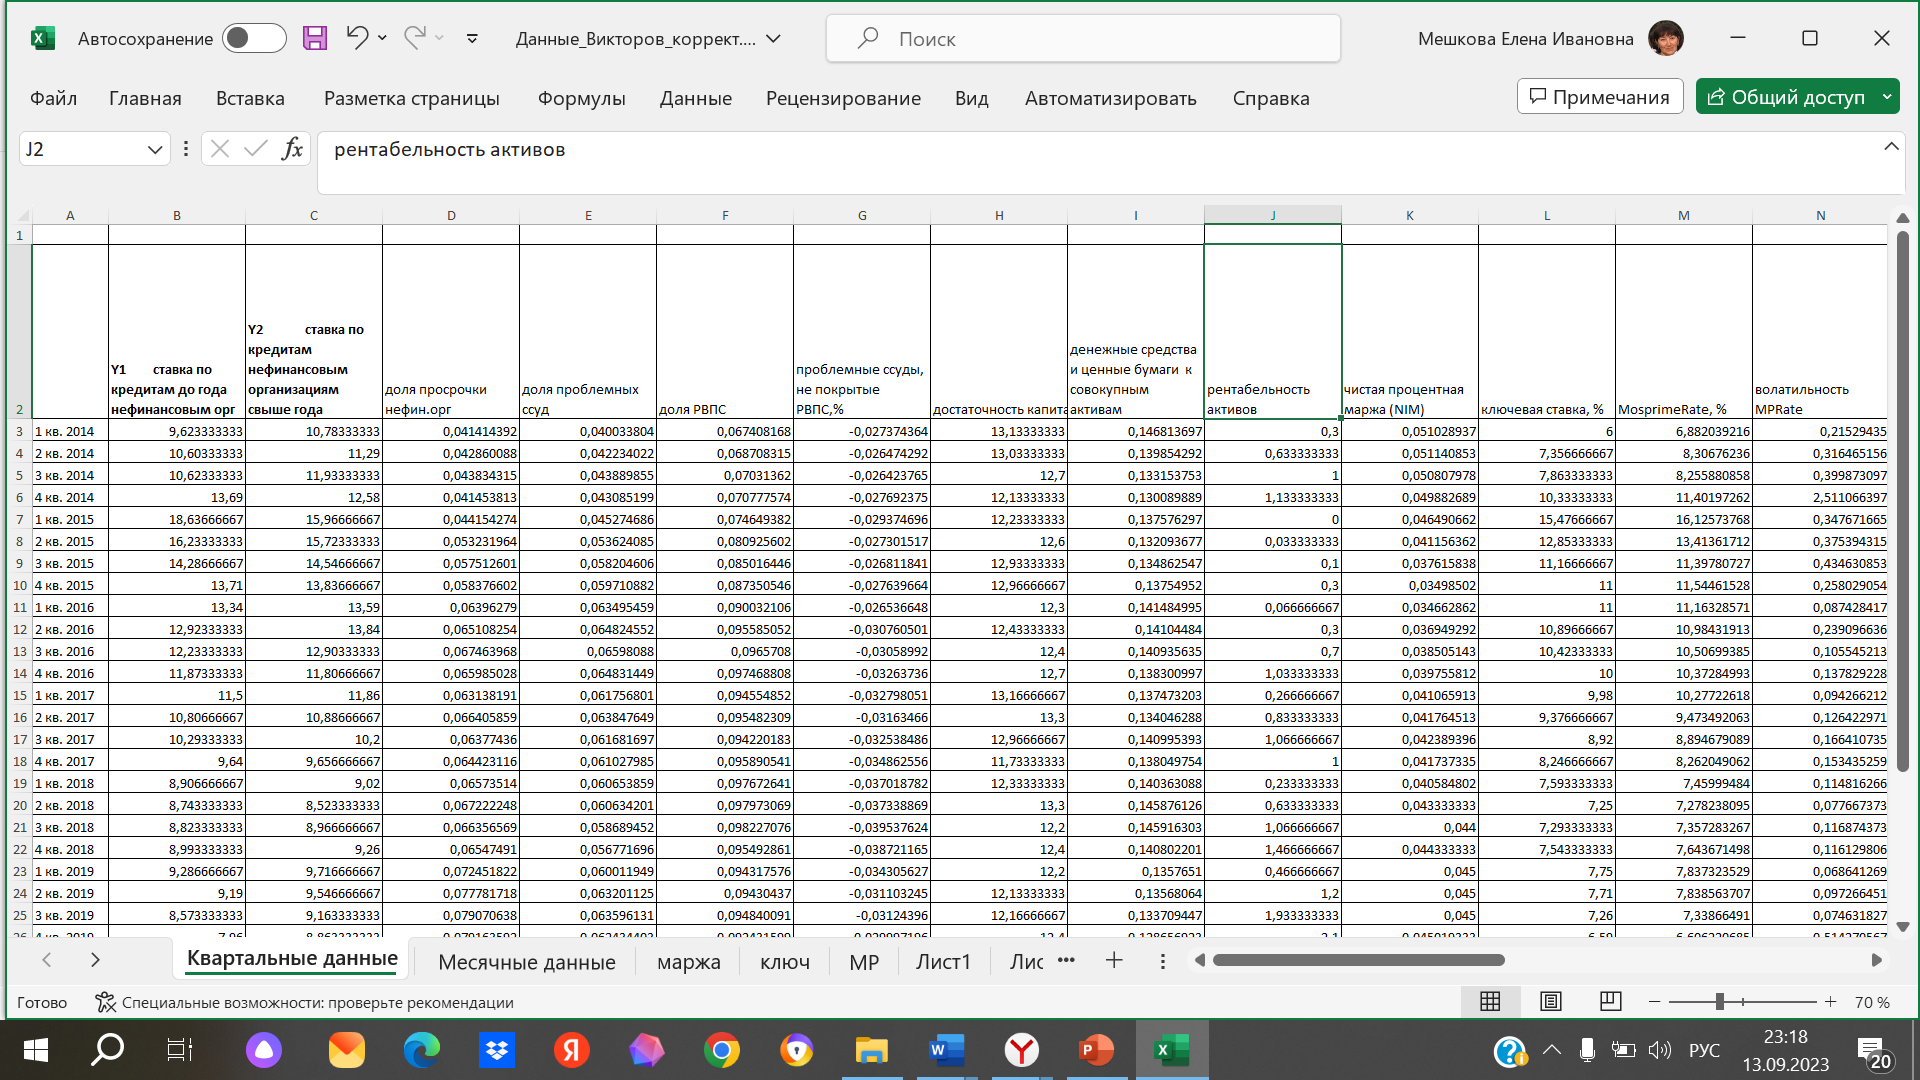 Автосохранение
Данные_Викторов_коррект....
Поиск
Мешкова Елена Ивановна
Файл Главная Вставка Разметка страницы Формулы Данные Рецензирование Вид Автоматизировать Справка
Примечания
Общий доступ
J2
fx
рентабельность активов
A B C D E F G H I J K L M N
1
2
Y1 ставка по кредитам до года нефинансовым орг
Y2 ставка по кредитам нефинансовым организациям свыше года
доля просрочки нефин.орг
доля проблемных ссуд
доля РВПС
проблемные ссуды, не покрытые РВПС,%
достаточность капита
денежные средства и ценные бумаги к совокупным активам
рентабельность активов
чистая процентная маржа (NIM)
ключевая ставка, %
MosprimeRate, %
волатильность MPRate
3 1 кв. 2014 9,623333333 10,78333333 0,041414392 0,040033804 0,067408168 -0,027374364 13,13333333 0,146813697 0,3 0,051028937 6 6,882039216 0,21529435
4 2 кв. 2014 10,60333333 11,29 0,042860088 0,042234022 0,068708315 -0,026474292 13,03333333 0,139854292 0,633333333 0,051140853 7,356666667 8,30676236 0,316465156
5 3 кв. 2014 10,62333333 11,93333333 0,043834315 0,043889855 0,07031362 -0,026423765 12,7 0,133153753 1 0,050807978 7,863333333 8,255880858 0,399873097
6 4 кв. 2014 13,69 12,58 0,041453813 0,043085199 0,070777574 -0,027692375 12,13333333 0,130089889 1,133333333 0,049882689 10,33333333 11,40197262 2,511066397
7 1 кв. 2015 18,63666667 15,96666667 0,044154274 0,045274686 0,074649382 -0,029374696 12,23333333 0,137576297 0 0,046490662 15,47666667 16,12573768 0,347671665
8 2 кв. 2015 16,23333333 15,72333333 0,053231964 0,053624085 0,080925602 -0,027301517 12,6 0,132093677 0,033333333 0,041156362 12,85333333 13,41361712 0,375394315
9 3 кв. 2015 14,28666667 14,54666667 0,057512601 0,058204606 0,085016446 -0,026811841 12,93333333 0,134862547 0,1 0,037615838 11,16666667 11,39780727 0,434630853
10 4 кв. 2015 13,71 13,83666667 0,058376602 0,059710882 0,087350546 -0,027639664 12,96666667 0,13754952 0,3 0,03498502 11 11,54461528 0,258029054
11 1 кв. 2016 13,34 13,59 0,06396279 0,063495459 0,090032106 -0,026536648 12,3 0,141484995 0,066666667 0,034662862 11 11,16328571 0,087428417
12 2 кв. 2016 12,92333333 13,84 0,065108254 0,064824552 0,095585052 -0,030760501 12,43333333 0,14104484 0,3 0,036949292 10,89666667 10,98431913 0,239096636
13 3 кв. 2016 12,23333333 12,90333333 0,067463968 0,06598088 0,0965708 -0,03058992 12,4 0,140935635 0,7 0,038505143 10,42333333 10,50699385 0,105545213
14 4 кв. 2016 11,87333333 11,80666667 0,065985028 0,064831449 0,097468808 -0,03263736 12,7 0,138300997 1,033333333 0,039755812 10 10,37284993 0,137829228
15 1 кв. 2017 11,5 11,86 0,063138191 0,061756801 0,094554852 -0,032798051 13,16666667 0,137473203 0,266666667 0,041065913 9,98 10,27722618 0,094266212
16 2 кв. 2017 10,80666667 10,88666667 0,066405859 0,063847649 0,095482309 -0,03163466 13,3 0,134046288 0,833333333 0,041764513 9,376666667 9,473492063 0,126422971
17 3 кв. 2017 10,29333333 10,2 0,06377436 0,061681697 0,094220183 -0,032538486 12,96666667 0,140995393 1,066666667 0,042389396 8,92 8,894679089 0,166410735
18 4 кв. 2017 9,64 9,656666667 0,064423116 0,061027985 0,095890541 -0,034862556 11,73333333 0,138049754 1 0,041737335 8,246666667 8,262049062 0,153435259
19 1 кв. 2018 8,906666667 9,02 0,06573514 0,060653859 0,097672641 -0,037018782 12,33333333 0,140363088 0,233333333 0,040584802 7,593333333 7,45999484 0,114816266
20 2 кв. 2018 8,743333333 8,523333333 0,067222248 0,060634201 0,097973069 -0,037338869 13,3 0,145876126 0,633333333 0,043333333 7,25 7,278238095 0,077667373
21 3 кв. 2018 8,823333333 8,966666667 0,066356569 0,058689452 0,098227076 -0,039537624 12,2 0,145916303 1,066666667 0,044 7,293333333 7,357283267 0,116874373
22 4 кв. 2018 8,993333333 9,26 0,06547491 0,056771696 0,095492861 -0,038721165 12,4 0,140802201 1,466666667 0,044333333 7,543333333 7,643671498 0,116129806
23 1 кв. 2019 9,286666667 9,716666667 0,072451822 0,060011949 0,094317576 -0,034305627 12,2 0,1357651 0,466666667 0,045 7,75 7,837323529 0,068641269
24 2 кв. 2019 9,19 9,546666667 0,077781718 0,063201125 0,09430437 -0,031103245 12,13333333 0,13568064 1,2 0,045 7,71 7,838563707 0,097266451
25 3 кв. 2019 8,573333333 9,163333333 0,079070638 0,063596131 0,094840091 -0,03124396 12,16666667 0,133709447 1,933333333 0,045 7,26 7,33866491 0,074631827
Квартальные данные Месячные данные маржа ключ МР Лист1 Лис ...
Готово Специальные возможности: проверьте рекомендации
70 %
РУС
23:18
13.09.2023
20